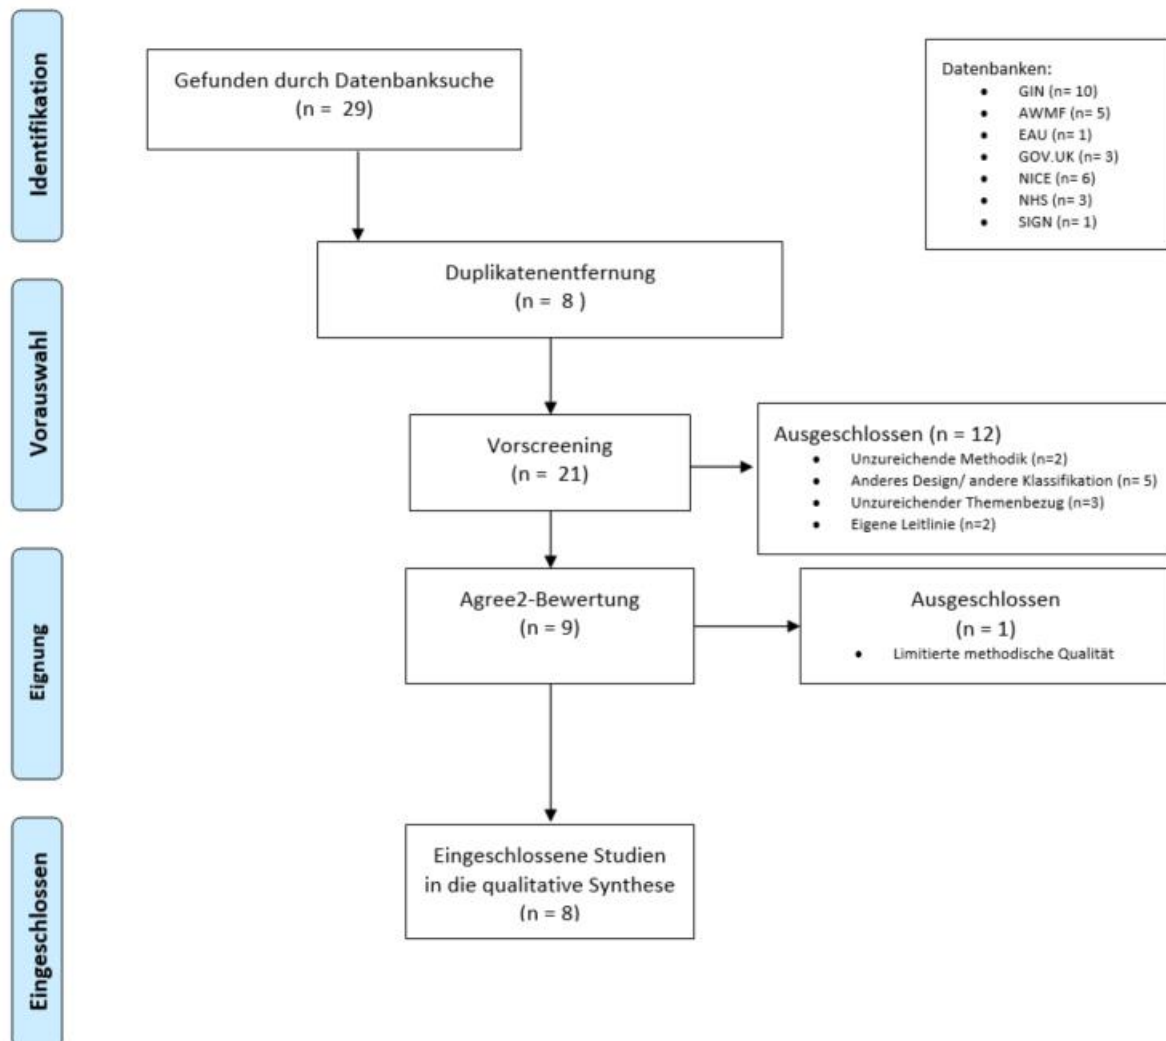 Identifikation
Gefunden durch Datenbanksuche
(n = 29)
Datenbanken:
• GIN (n= 10)
• AWMF (n= 5)
• EAU (n= 1)
• GOV.UK (n= 3)
• NICE (n= 6)
• NHS (n= 3)
• SIGN (n= 1)
Duplikatenentfernung
(n = 8 )
Vorauswahl
Vorscreening
(n = 21)
Ausgeschlossen (n = 12)
• Unzureichende Methodik (n=2)
• Anderes Design/ andere Klassifikation (n= 5)
• Unzureichender Themenbezug (n=3)
• Eigene Leitlinie (n=2)
Eignung
Agree2-Bewertung
(n = 9)
Ausgeschlossen
(n = 1)
• Limitierte methodische Qualität
Eingeschlossen
Eingeschlossene Studien
in die qualitative Synthese
(n = 8)